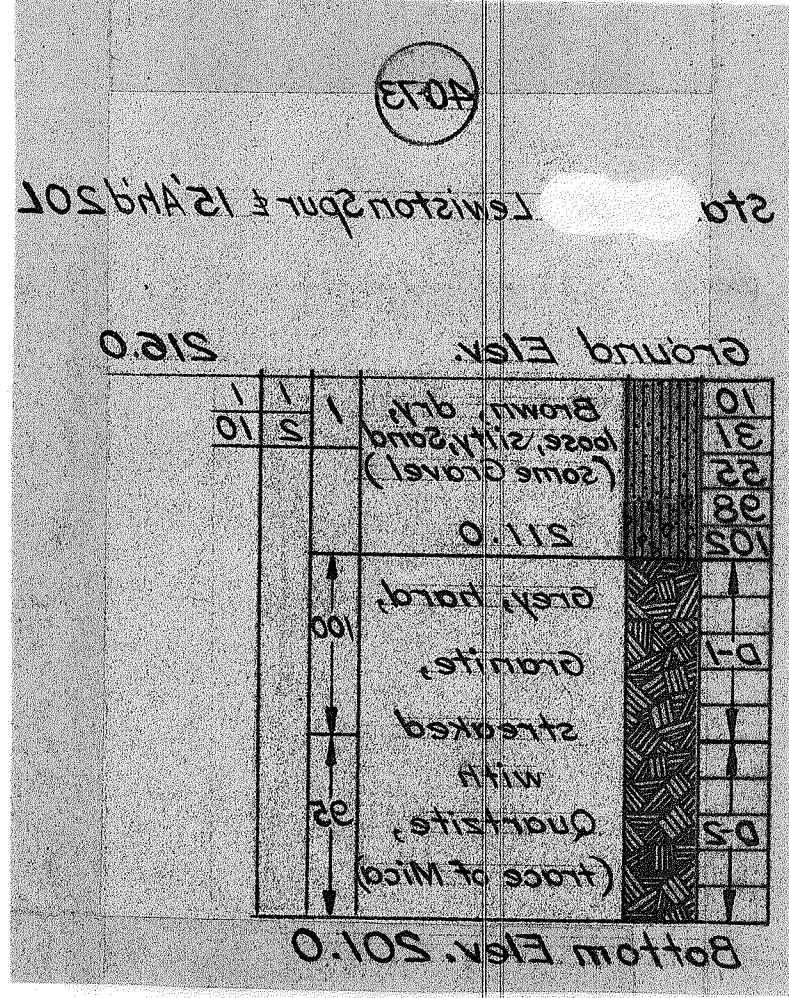 40-73
Sta. Lewiston Spur ⅊ 15' Ahd 20L
Ground Elev. 216.0
10
31
55
98
102
Brown, dry,
loose, silty, Sand
(some Gravel)
211.0
1
1 1
2 10
D-1
D-2
Grey, hard,
Granite,
streaked
with
Quartzite,
(trace of Mica)
100
95
Bottom Elev. 201.0